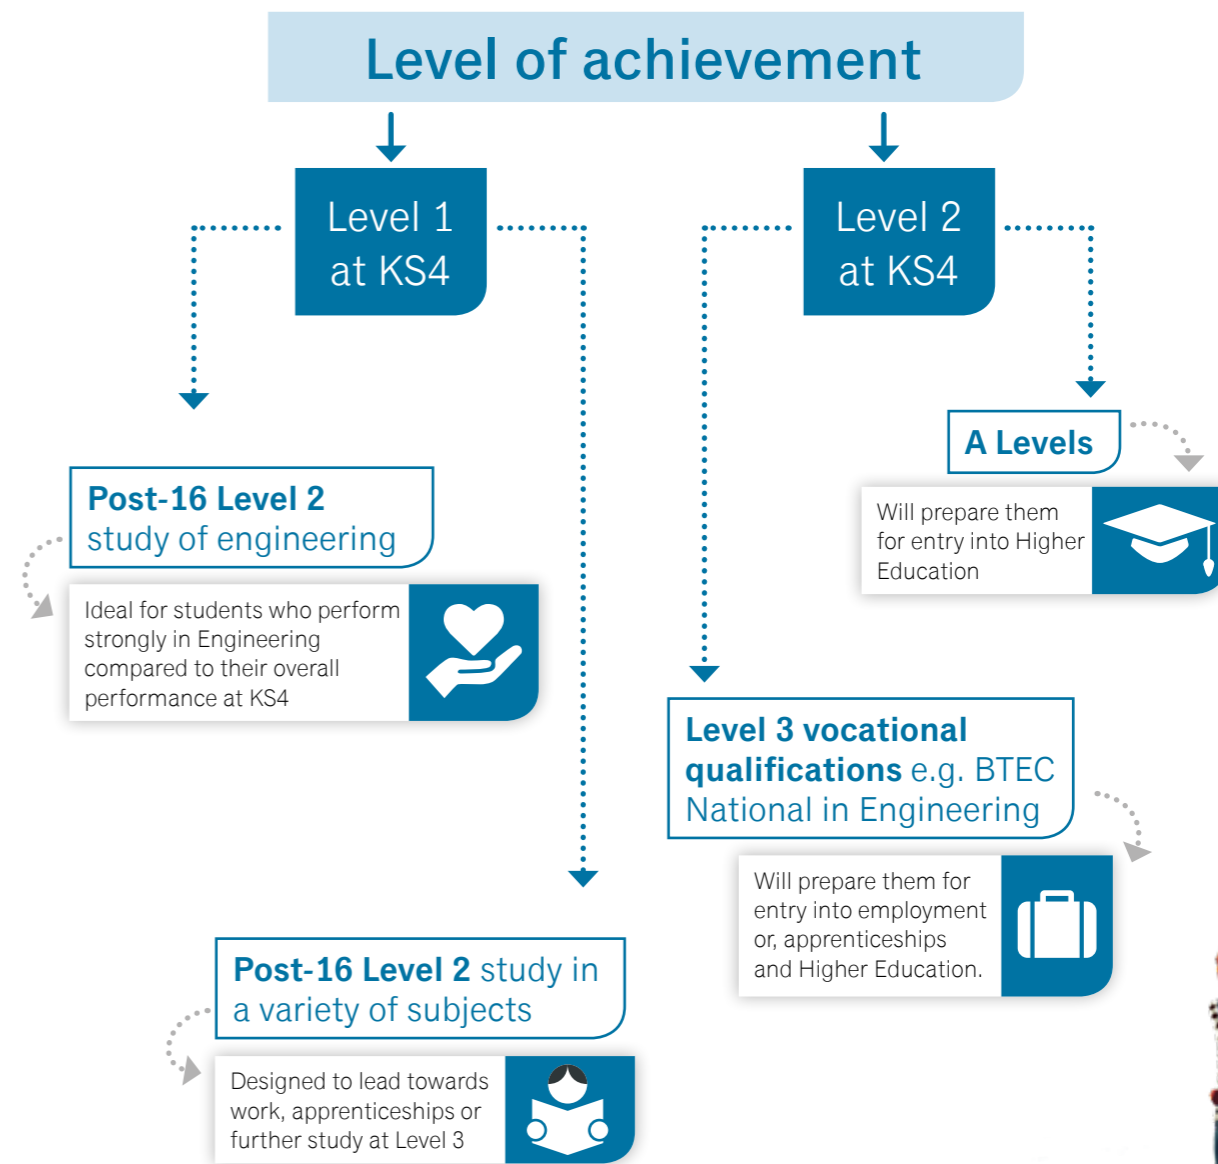 Level of achievement
Level 1
at KS4
Level 2
at KS4
A Levels
Will prepare them
for entry into Higher
Education
Post-16 Level 2
study of engineering
Ideal for students who perform
strongly in Engineering
compared to their overall
performance at KS4
Level 3 vocational
qualifications e.g. BTEC
National in Engineering
Will prepare them for
entry into employment
or, apprenticeships
and Higher Education.
Post-16 Level 2 study in
a variety of subjects
Designed to lead towards
work, apprenticeships or
further study at Level 3